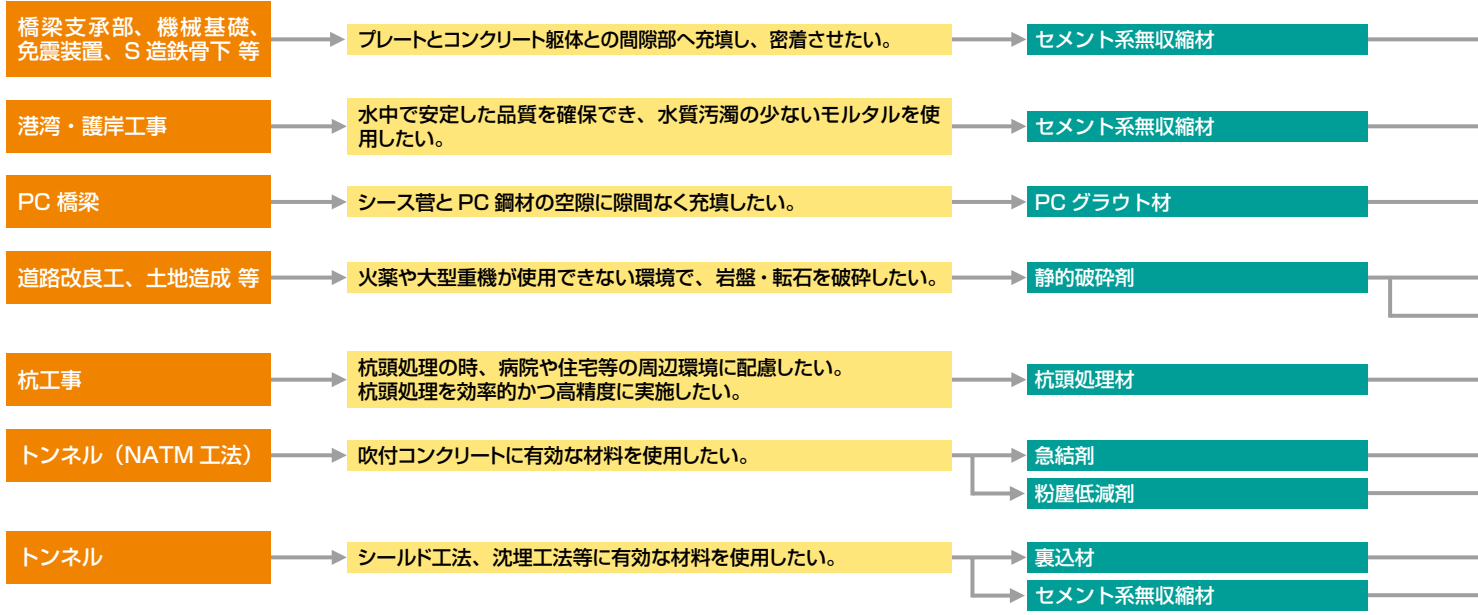 橋梁支承部、機械基礎、
免震装置、S 造鉄骨下 等
プレートとコンクリート躯体との間隙部へ充填し、密着させたい。
セメント系無収縮材
港湾・護岸工事
水中で安定した品質を確保でき、水質汚濁の少ないモルタルを使
用したい。
セメント系無収縮材
PC 橋梁
シース菅と PC 鋼材の空隙に隙間なく充填したい。
PC グラウト材
道路改良工、土地造成 等
火薬や大型重機が使用できない環境で、岩盤・転石を破砕したい。
静的破砕剤
杭工事
杭頭処理の時、病院や住宅等の周辺環境に配慮したい。
杭頭処理を効率的かつ高精度に実施したい。
杭頭処理材
トンネル（NATM 工法）
吹付コンクリートに有効な材料を使用したい。
急結剤
粉塵低減剤
トンネル
シールド工法、沈埋工法等に有効な材料を使用したい。
裏込材
セメント系無収縮材